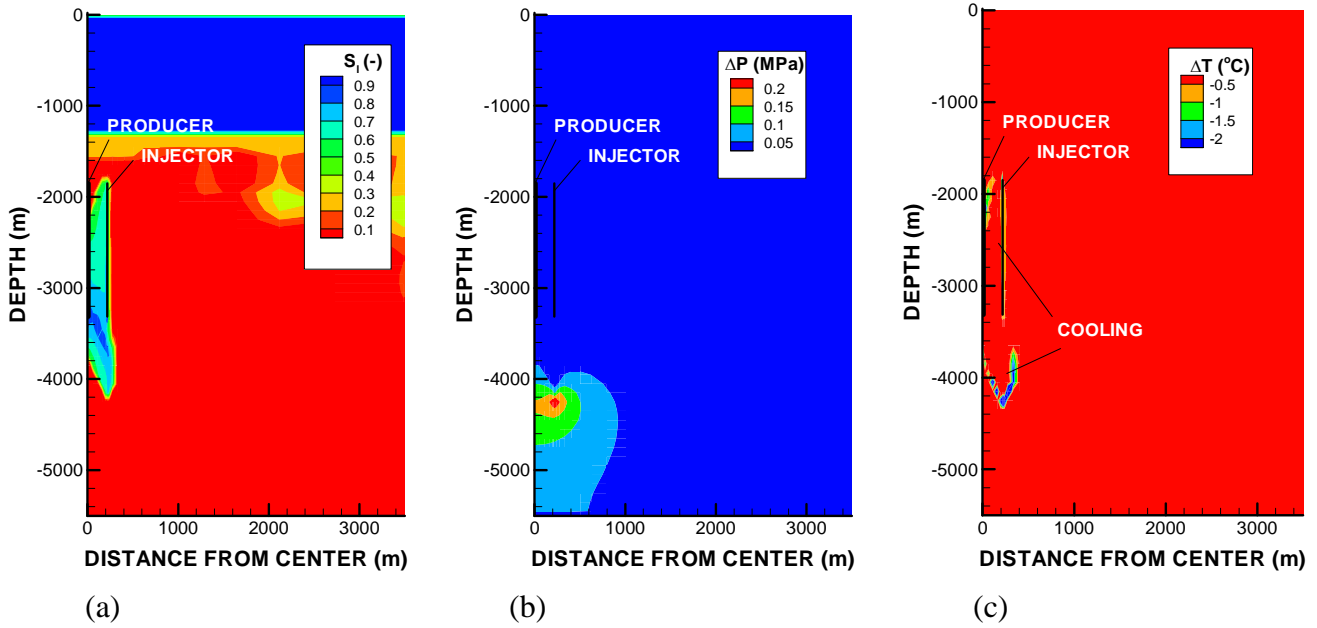 0
-1000
-2000
-3000
-4000
-5000
DEPTH (m)
0 1000 2000 3000
DISTANCE FROM CENTER (m)
PRODUCER
INJECTOR
S_l (-)
0.9
0.8
0.7
0.6
0.5
0.4
0.3
0.2
0.1
(a)
0
-1000
-2000
-3000
-4000
-5000
DEPTH (m)
0 1000 2000 3000
DISTANCE FROM CENTER (m)
PRODUCER
INJECTOR
ΔP (MPa)
0.2
0.15
0.1
0.05
(b)
0
-1000
-2000
-3000
-4000
-5000
DEPTH (m)
0 1000 2000 3000
DISTANCE FROM CENTER (m)
PRODUCER
INJECTOR
COOLING
ΔT (°C)
-0.5
-1
-1.5
-2
(c)